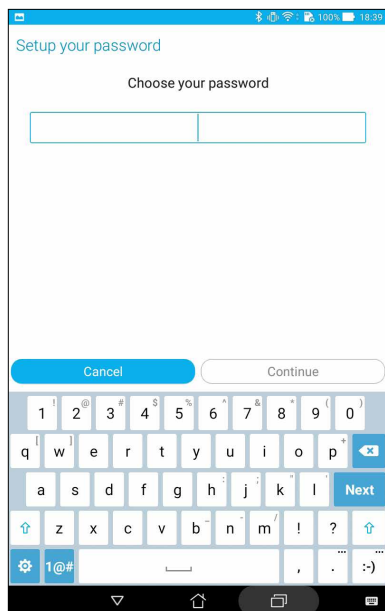 100% 18:39
Setup your password
Choose your password
Cancel Continue
1 ! 2 @ 3 # 4 $ 5 % 6 ^ 7 & 8 * 9 ( 0 )
q [ w ] e r t y u i o p +
a s d f g h : j ; k " l ' Next
z x c v b _ n - m / ! ?
1@# , . ... :-) ...